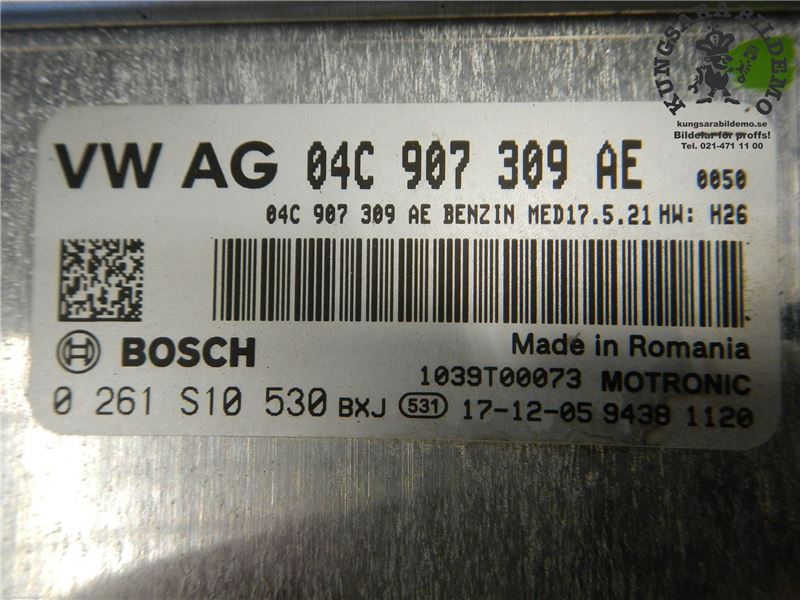 KUNGSARA BILDEMO
kungsarabildemo.se
Bildelar för proffs!
Tel. 021-471 11 00
VW AG 04C 907 309 AE 0050
04C 907 309 AE BENZIN MED17.5.21 HW: H26
BOSCH
Made in Romania
1039T00073 MOTRONIC
0 261 S10 530 BXJ 531 17-12-05 9438 1120